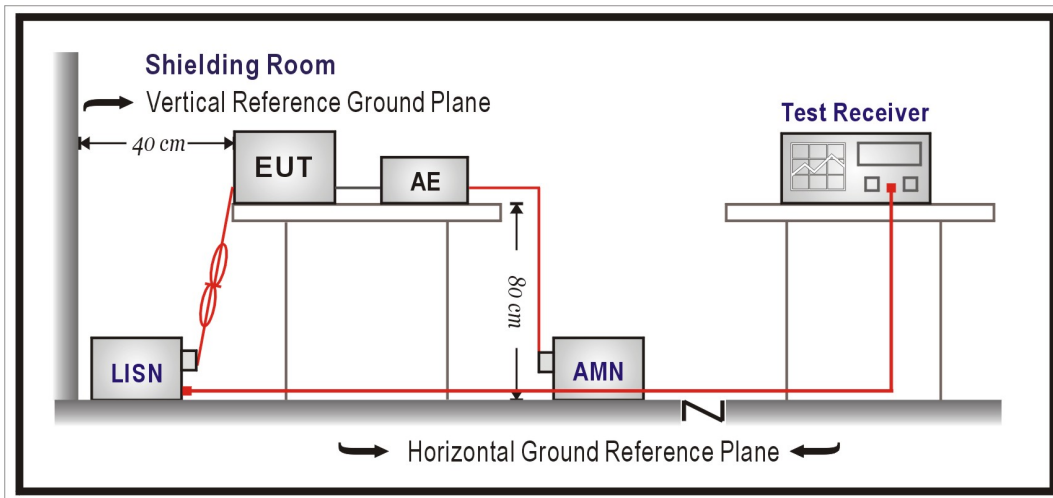 Shielding Room
Vertical Reference Ground Plane
40 cm
EUT
AE
Test Receiver
80 cm
LISN
AMN
Horizontal Ground Reference Plane